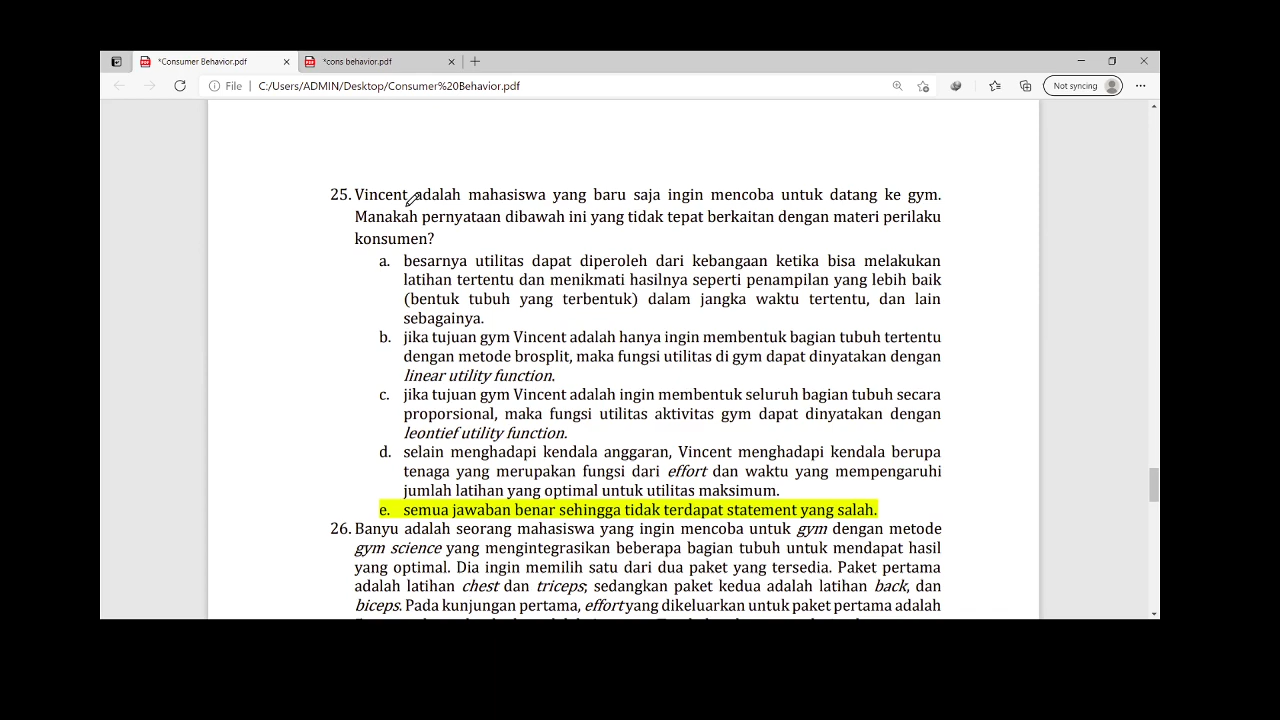 *Consumer Behavior.pdf
*cons behavior.pdf
File | C:/Users/ADMIN/Desktop/Consumer%20Behavior.pdf
Not syncing
25. Vincent adalah mahasiswa yang baru saja ingin mencoba untuk datang ke gym.
Manakah pernyataan dibawah ini yang tidak tepat berkaitan dengan materi perilaku
konsumen?
a. besarnya utilitas dapat diperoleh dari kebangaan ketika bisa melakukan
latihan tertentu dan menikmati hasilnya seperti penampilan yang lebih baik
(bentuk tubuh yang terbentuk) dalam jangka waktu tertentu, dan lain
sebagainya.
b. jika tujuan gym Vincent adalah hanya ingin membentuk bagian tubuh tertentu
dengan metode brosplit, maka fungsi utilitas di gym dapat dinyatakan dengan
linear utility function.
c. jika tujuan gym Vincent adalah ingin membentuk seluruh bagian tubuh secara
proporsional, maka fungsi utilitas aktivitas gym dapat dinyatakan dengan
leontief utility function.
d. selain menghadapi kendala anggaran, Vincent menghadapi kendala berupa
tenaga yang merupakan fungsi dari effort dan waktu yang mempengaruhi
jumlah latihan yang optimal untuk utilitas maksimum.
e. semua jawaban benar sehingga tidak terdapat statement yang salah.
26. Banyu adalah seorang mahasiswa yang ingin mencoba untuk gym dengan metode
gym science yang mengintegrasikan beberapa bagian tubuh untuk mendapat hasil
yang optimal. Dia ingin memilih satu dari dua paket yang tersedia. Paket pertama
adalah latihan chest dan triceps; sedangkan paket kedua adalah latihan back, dan
biceps. Pada kunjungan pertama, effort yang dikeluarkan untuk paket pertama adalah